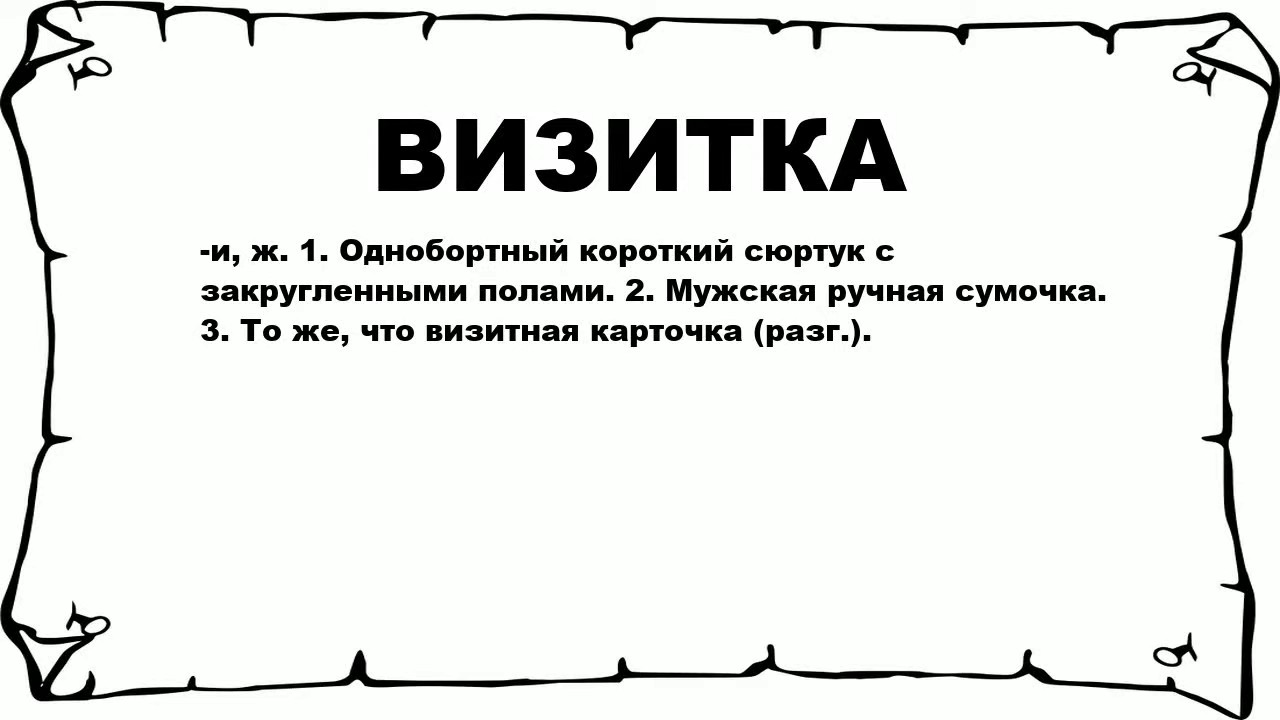 ВИЗИТКА
-и, ж. 1. Однобортный короткий сюртук с
закругленными полами. 2. Мужская ручная сумочка.
3. То же, что визитная карточка (разг.).